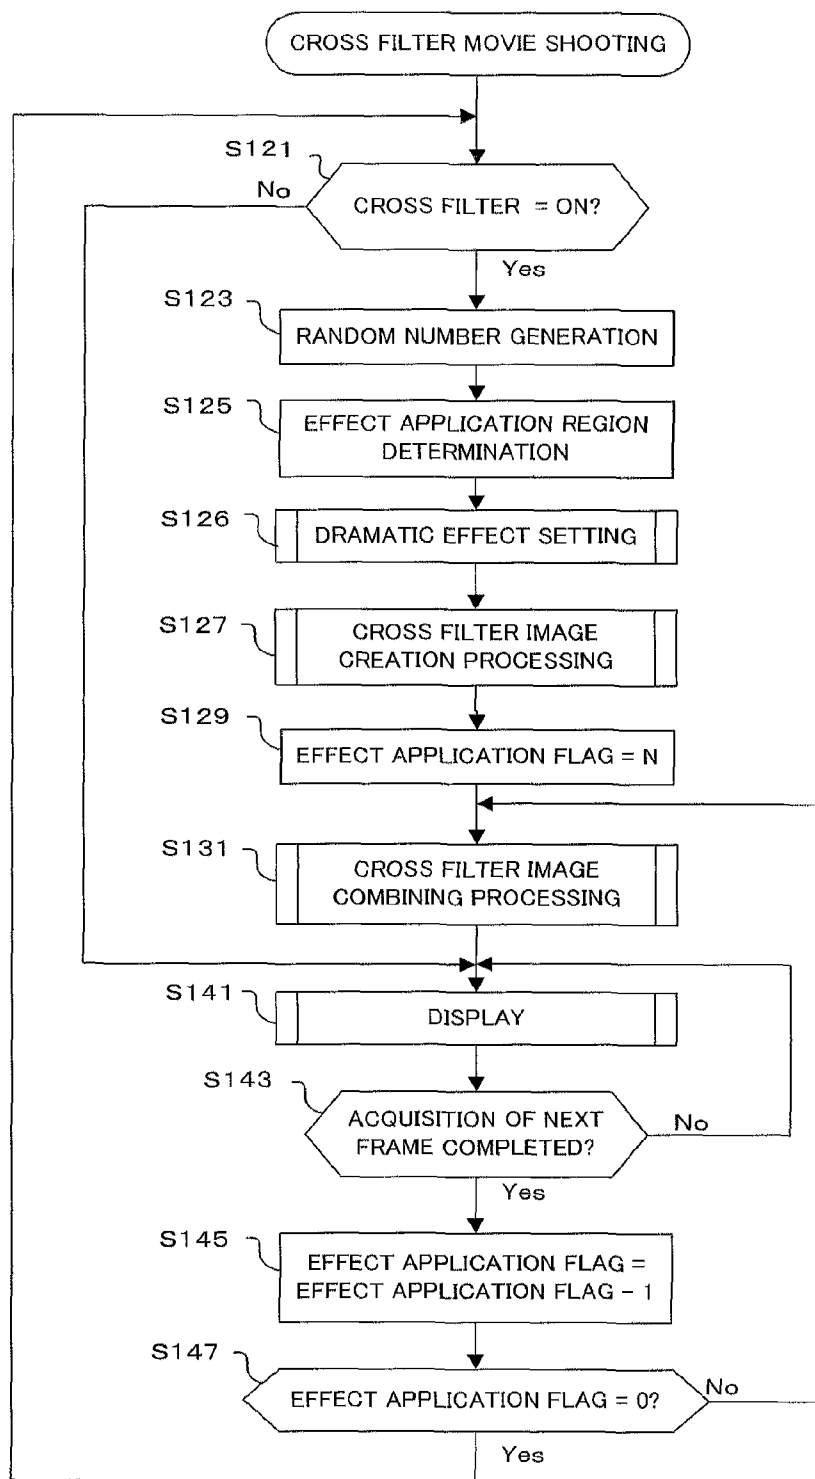 CROSS FILTER MOVIE SHOOTING
S121
No
CROSS FILTER = ON?
Yes
S123
RANDOM NUMBER GENERATION
S125
EFFECT APPLICATION REGION
DETERMINATION
S126
DRAMATIC EFFECT SETTING
S127
CROSS FILTER IMAGE
CREATION PROCESSING
S129
EFFECT APPLICATION FLAG = N
S131
CROSS FILTER IMAGE
COMBINING PROCESSING
S141
DISPLAY
S143
ACQUISITION OF NEXT
FRAME COMPLETED?
No
Yes
S145
EFFECT APPLICATION FLAG =
EFFECT APPLICATION FLAG - 1
S147
EFFECT APPLICATION FLAG = 0?
No
Yes